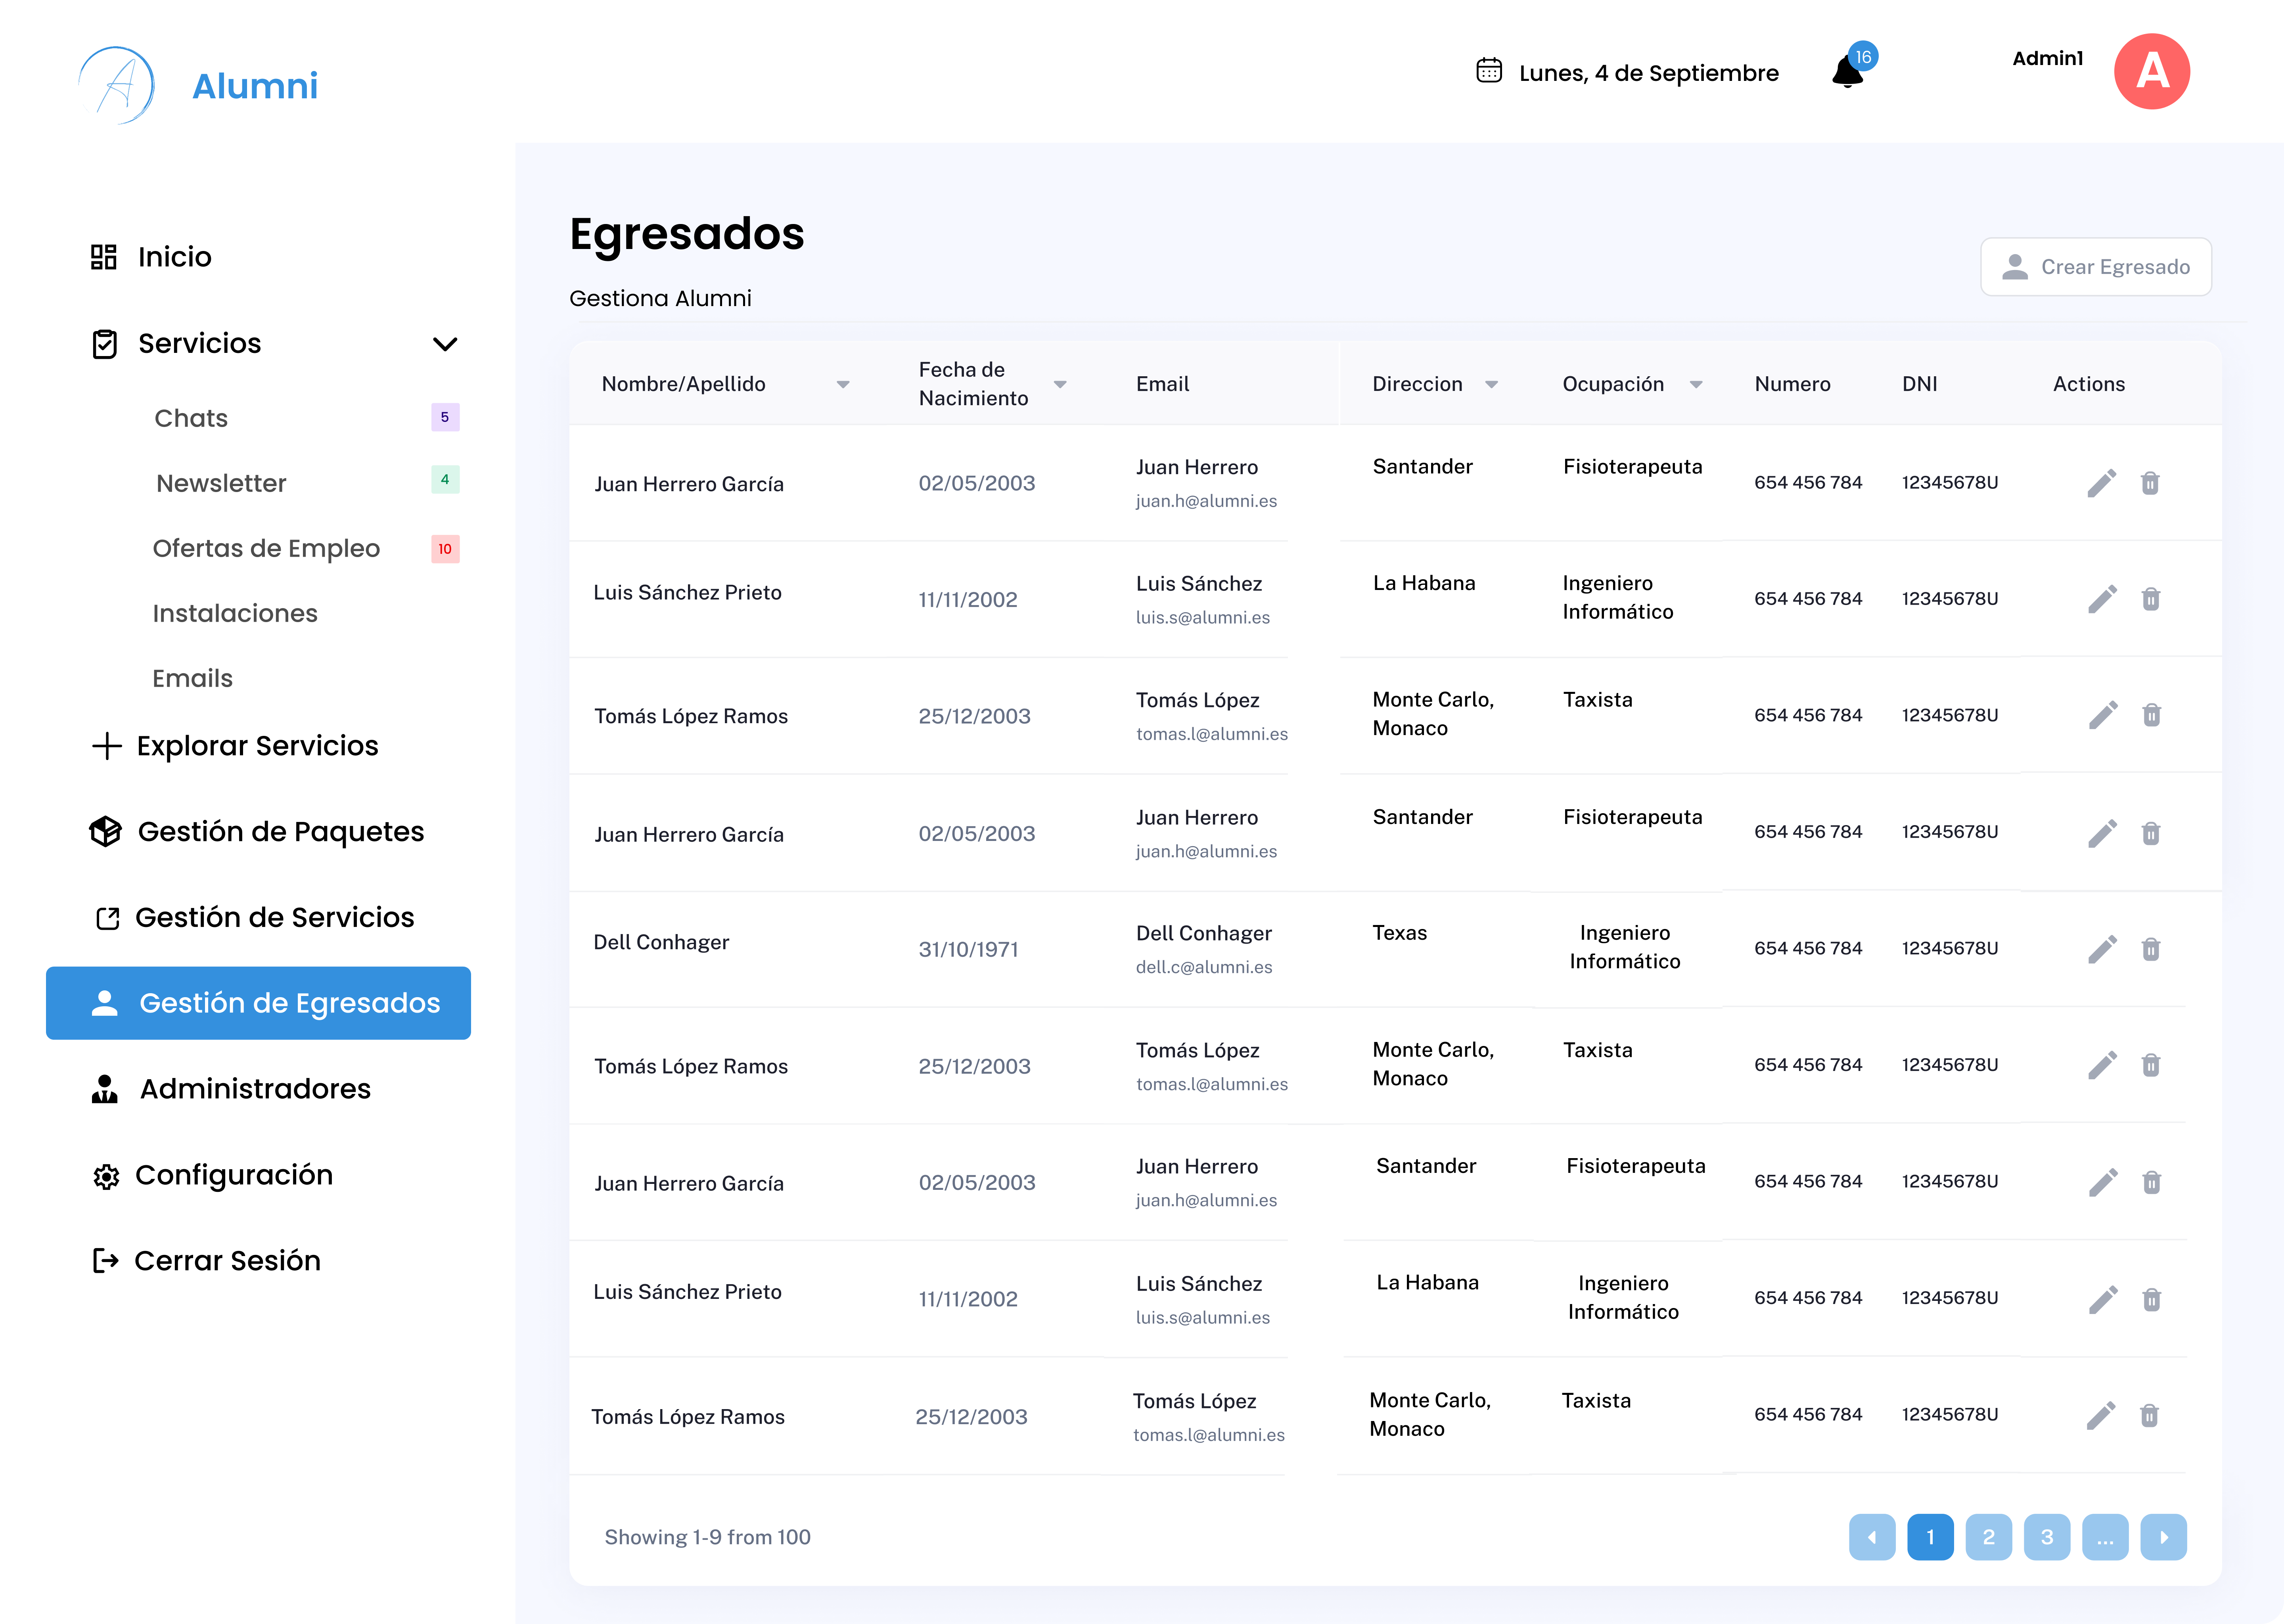 Alumni
Lunes, 4 de Septiembre
16
Admin1
A
Inicio
Servicios
Chats
5
Newsletter
4
Ofertas de Empleo
10
Instalaciones
Emails
Explorar Servicios
Gestión de Paquetes
Gestión de Servicios
Gestión de Egresados
Administradores
Configuración
Cerrar Sesión
Egresados
Gestiona Alumni
Crear Egresado
Nombre/Apellido
Fecha de
Nacimiento
Email
Direccion
Ocupación
Numero
DNI
Actions
Juan Herrero García
02/05/2003
Juan Herrero
juan.h@alumni.es
Santander
Fisioterapeuta
654 456 784
12345678U
Luis Sánchez Prieto
11/11/2002
Luis Sánchez
luis.s@alumni.es
La Habana
Ingeniero
Informático
654 456 784
12345678U
Tomás López Ramos
25/12/2003
Tomás López
tomas.l@alumni.es
Monte Carlo,
Monaco
Taxista
654 456 784
12345678U
Juan Herrero García
02/05/2003
Juan Herrero
juan.h@alumni.es
Santander
Fisioterapeuta
654 456 784
12345678U
Dell Conhager
31/10/1971
Dell Conhager
dell.c@alumni.es
Texas
Ingeniero
Informático
654 456 784
12345678U
Tomás López Ramos
25/12/2003
Tomás López
tomas.l@alumni.es
Monte Carlo,
Monaco
Taxista
654 456 784
12345678U
Juan Herrero García
02/05/2003
Juan Herrero
juan.h@alumni.es
Santander
Fisioterapeuta
654 456 784
12345678U
Luis Sánchez Prieto
11/11/2002
Luis Sánchez
luis.s@alumni.es
La Habana
Ingeniero
Informático
654 456 784
12345678U
Tomás López Ramos
25/12/2003
Tomás López
tomas.l@alumni.es
Monte Carlo,
Monaco
Taxista
654 456 784
12345678U
Showing 1-9 from 100
1
2
3
...